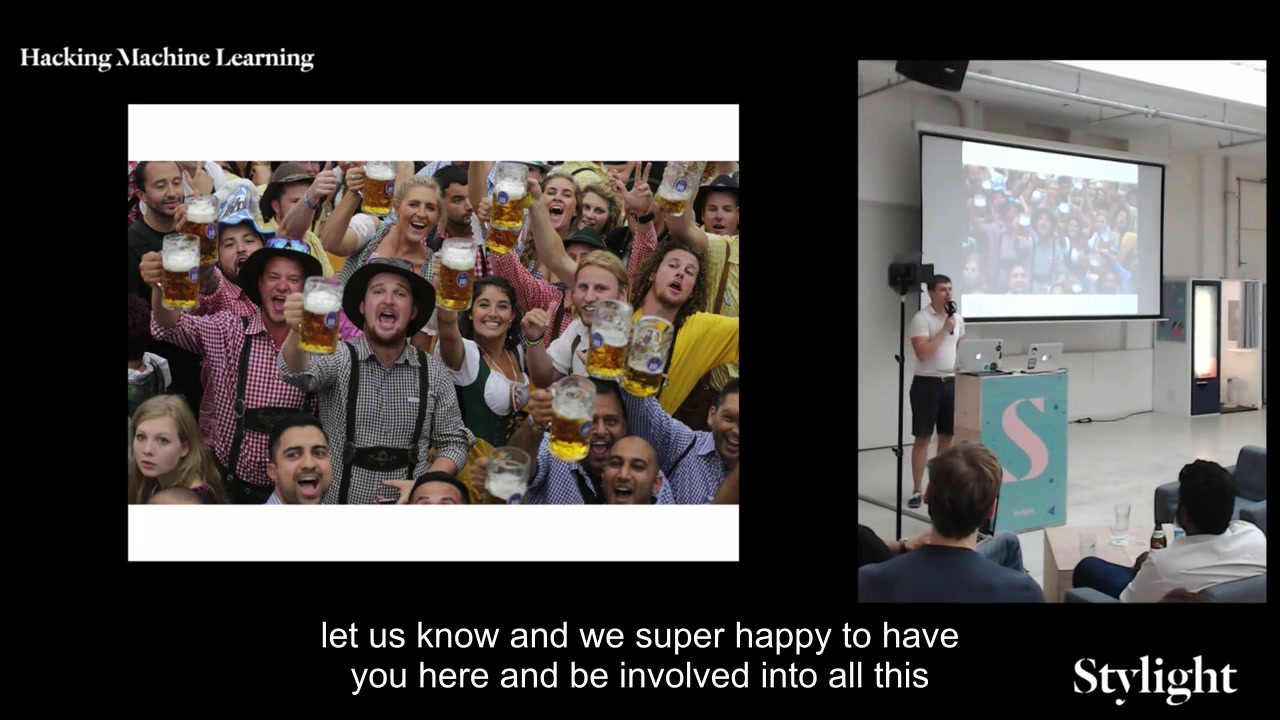 Hacking Machine Learning
S
Stylight
let us know and we super happy to have
you here and be involved into all this
Stylight